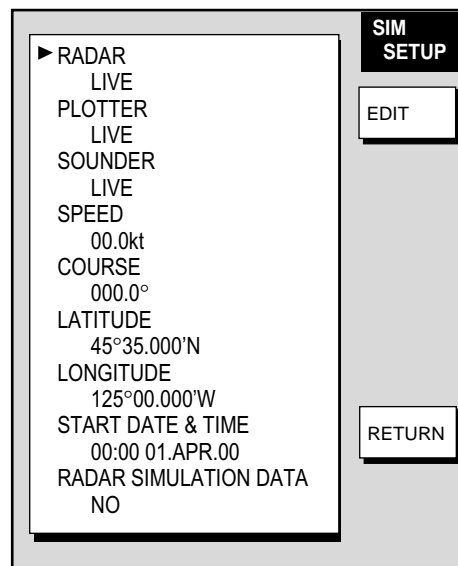 SIM
SETUP
▶ RADAR
LIVE
PLOTTER
LIVE
SOUNDER
LIVE
SPEED
00.0kt
COURSE
000.0°
LATITUDE
45°35.000’N
LONGITUDE
125°00.000’W
START DATE & TIME
00:00 01.APR.00
RADAR SIMULATION DATA
NO
EDIT
RETURN